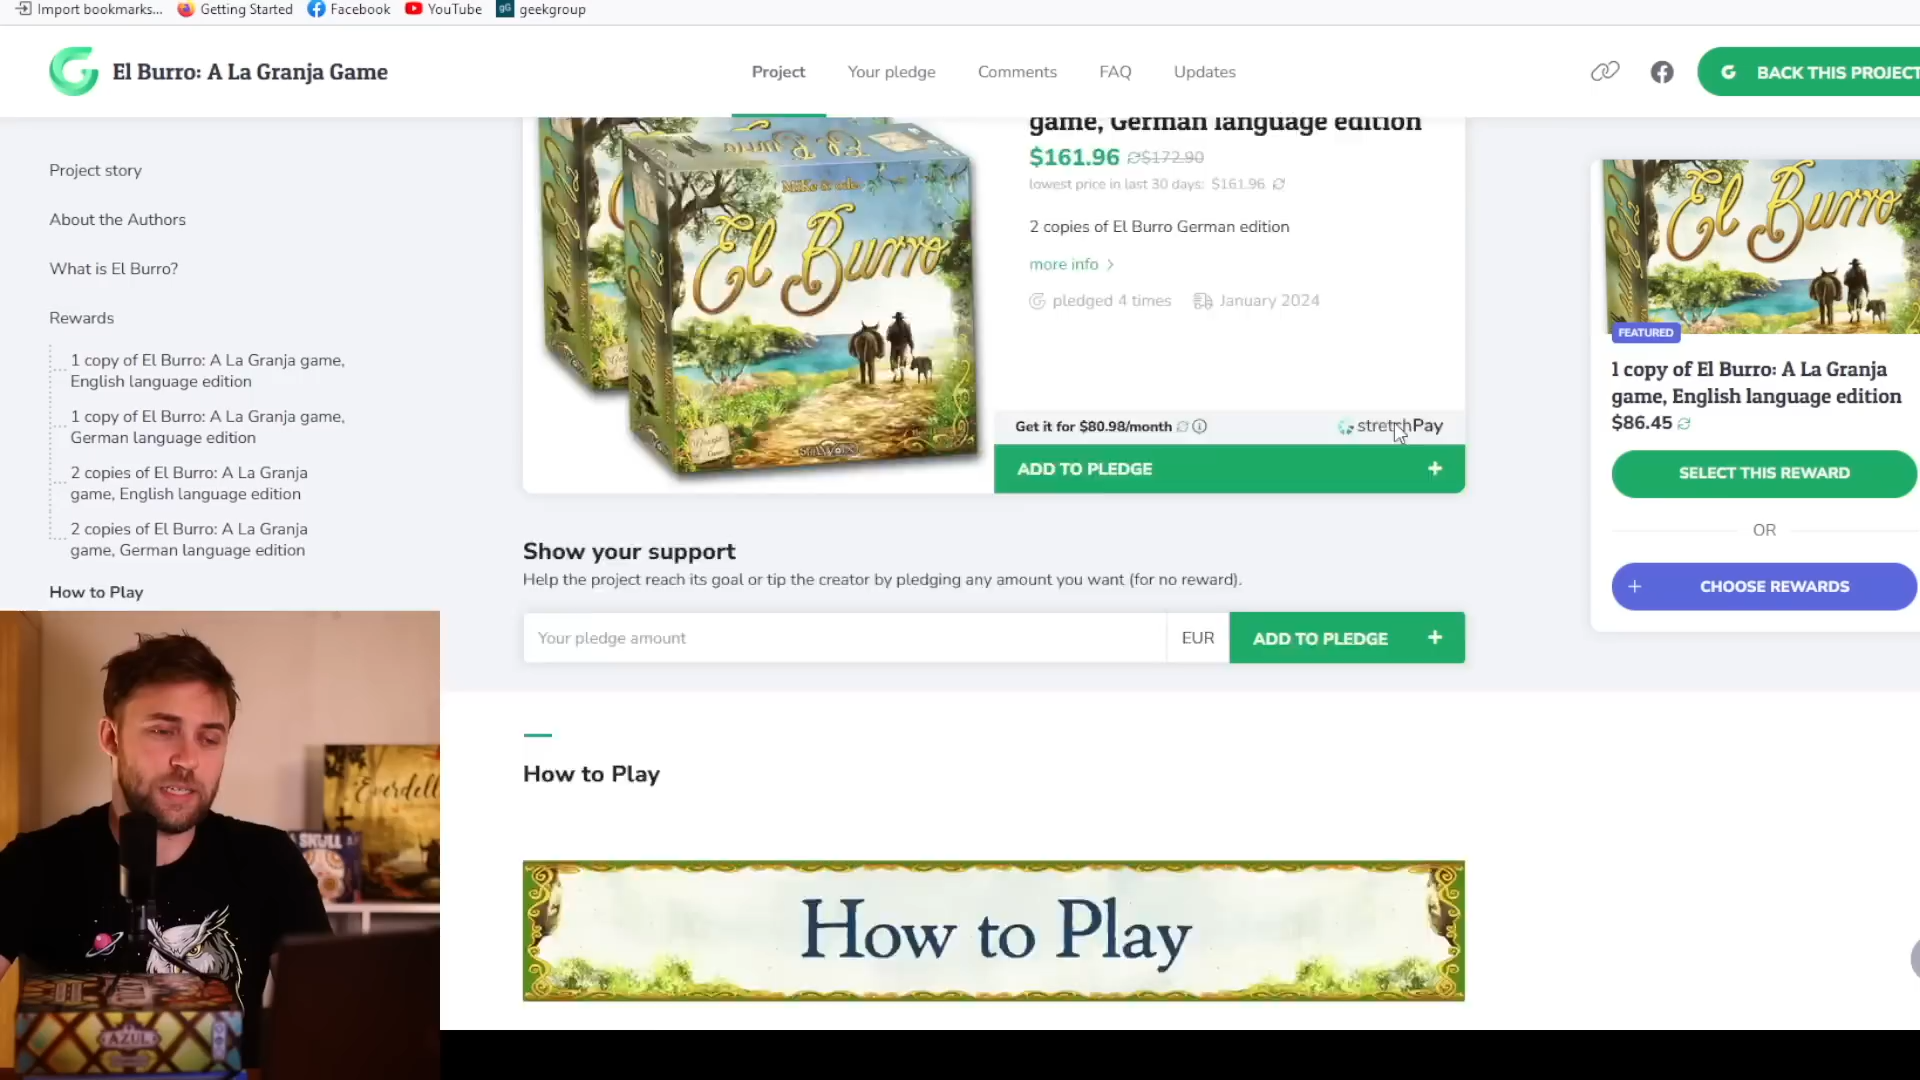 Import bookmarks...
Getting Started
Facebook
YouTube
gG geekgroup
El Burro: A La Granja Game
Project
Your pledge
Comments
FAQ
Updates
BACK THIS PROJECT
Project story
About the Authors
What is El Burro?
Rewards
1 copy of El Burro: A La Granja game,
English language edition
1 copy of El Burro: A La Granja game,
German language edition
2 copies of El Burro: A La Granja
game, English language edition
2 copies of El Burro: A La Granja
game, German language edition
How to Play
El Burro
game, German language edition
$161.96 $172.90
lowest price in last 30 days: $161.96
2 copies of El Burro German edition
more info >
pledged 4 times
January 2024
Get it for $80.98/month
stretchPay
ADD TO PLEDGE +
Show your support
Help the project reach its goal or tip the creator by pledging any amount you want (for no reward).
Your pledge amount
EUR
ADD TO PLEDGE +
How to Play
How to Play
El Burro
FEATURED
1 copy of El Burro: A La Granja
game, English language edition
$86.45
SELECT THIS REWARD
OR
+ CHOOSE REWARDS
Everdell
SKULL
AZUL